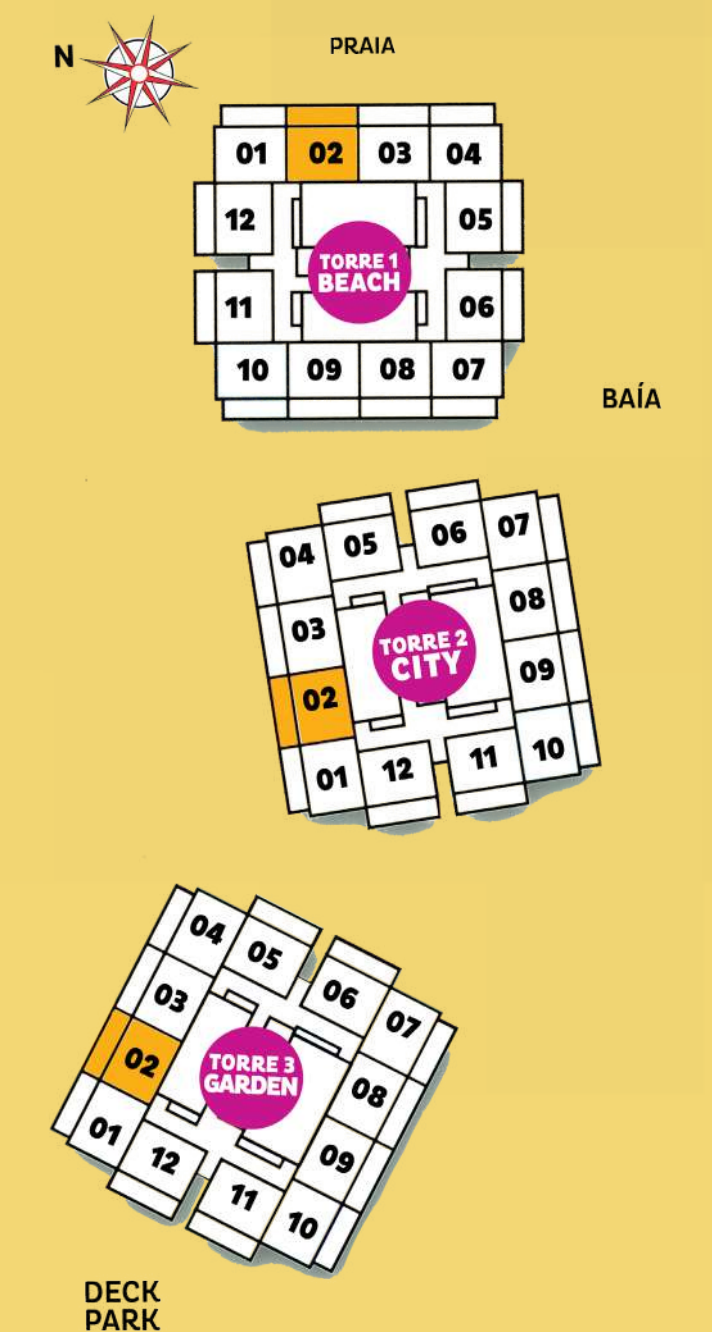 PRAIA
N
01 02 03 04
12 05
TORRE 1
BEACH
11 06
10 09 08 07
BAÍA
04 05 06 07
03 08
TORRE 2
CITY
02 09
01 12 11 10
04 05 06 07
03 08
TORRE 3
GARDEN
02 09
01 12 11 10
DECK
PARK